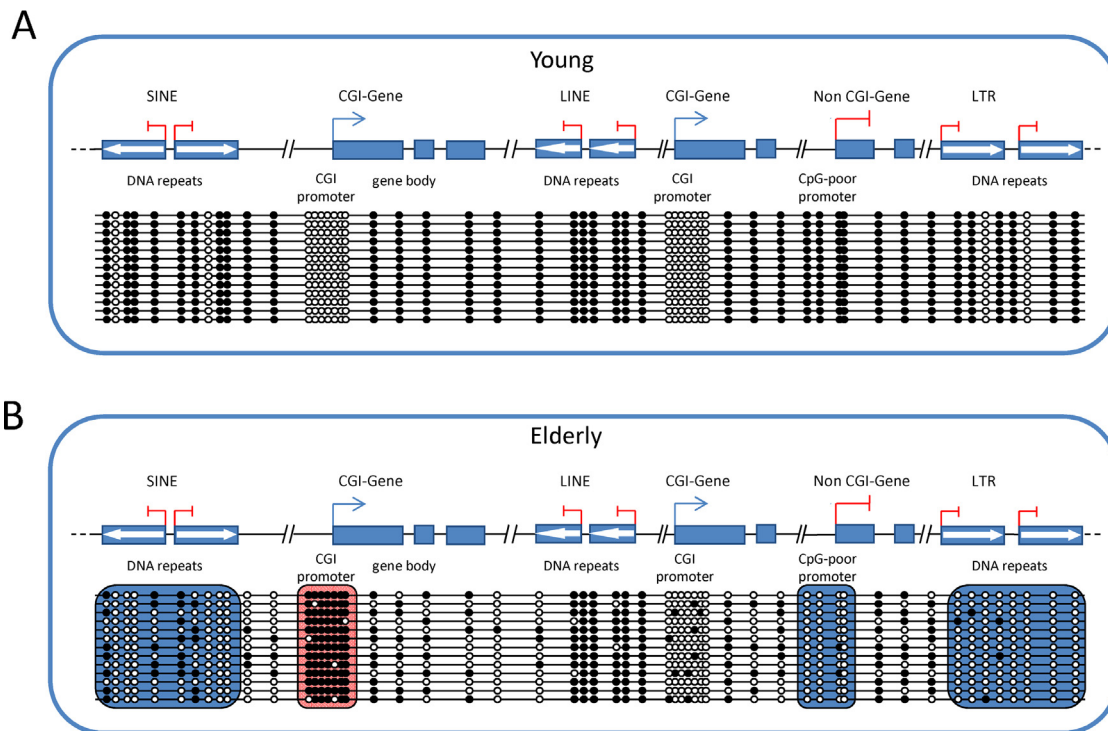 A
Young
SINE CGI-Gene LINE CGI-Gene Non CGI-Gene LTR
DNA repeats CGI promoter gene body DNA repeats CGI promoter CpG-poor promoter DNA repeats
B
Elderly
SINE CGI-Gene LINE CGI-Gene Non CGI-Gene LTR
DNA repeats CGI promoter gene body DNA repeats CGI promoter CpG-poor promoter DNA repeats